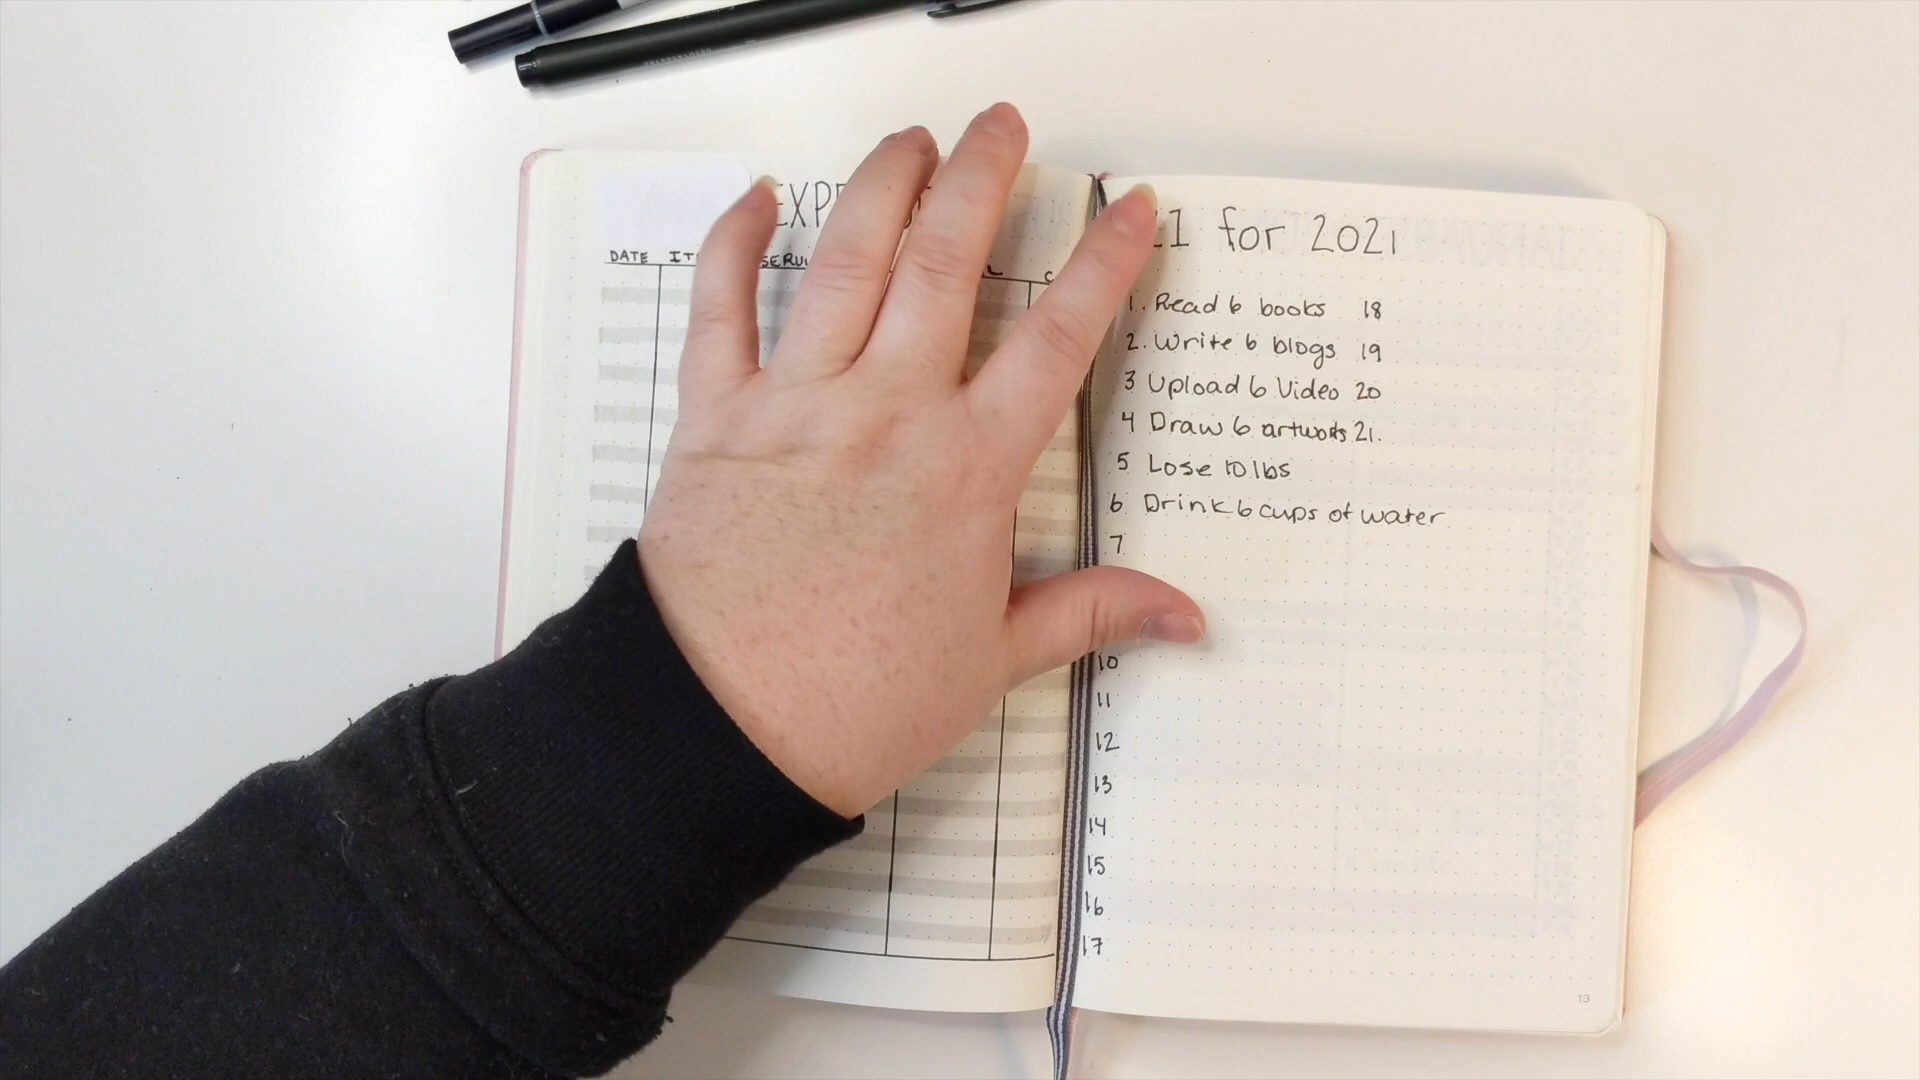 DATE
21 for 2021
1. Read 6 books 18
2. Write 6 blogs 19
3 Upload 6 Video 20
4 Draw 6 artworks 21.
5 Lose 10 lbs
6 Drink 6 cups of water
7
10
11
12
13
14
15
16
17
13